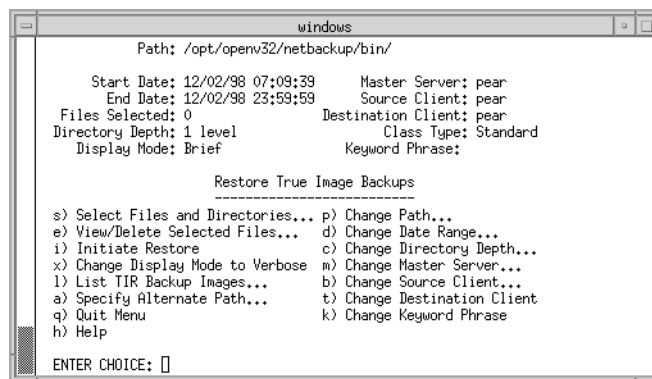 windows
Path: /opt/openv32/netbackup/bin/
Start Date: 12/02/98 07:09:39 Master Server: pear
End Date: 12/02/98 23:59:59 Source Client: pear
Files Selected: 0 Destination Client: pear
Directory Depth: 1 level Class Type: Standard
Display Mode: Brief Keyword Phrase:
Restore True Image Backups
---------------------------
s) Select Files and Directories... p) Change Path...
e) View/Delete Selected Files... d) Change Date Range...
i) Initiate Restore c) Change Directory Depth...
x) Change Display Mode to Verbose m) Change Master Server...
l) List TIR Backup Images... b) Change Source Client...
a) Specify Alternate Path... t) Change Destination Client
q) Quit Menu k) Change Keyword Phrase
h) Help
ENTER CHOICE: